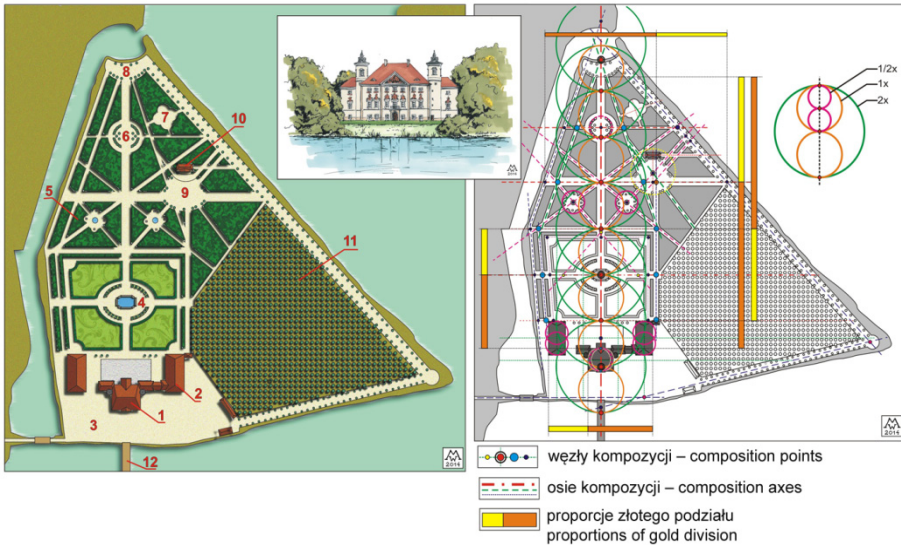 8
7
6
10
9
5
11
4
2
1
3
12
2014
2014
2014
1/2x
1x
2x
węzły kompozycji – composition points
osie kompozycji – composition axes
proporcje złotego podziału
proportions of gold division